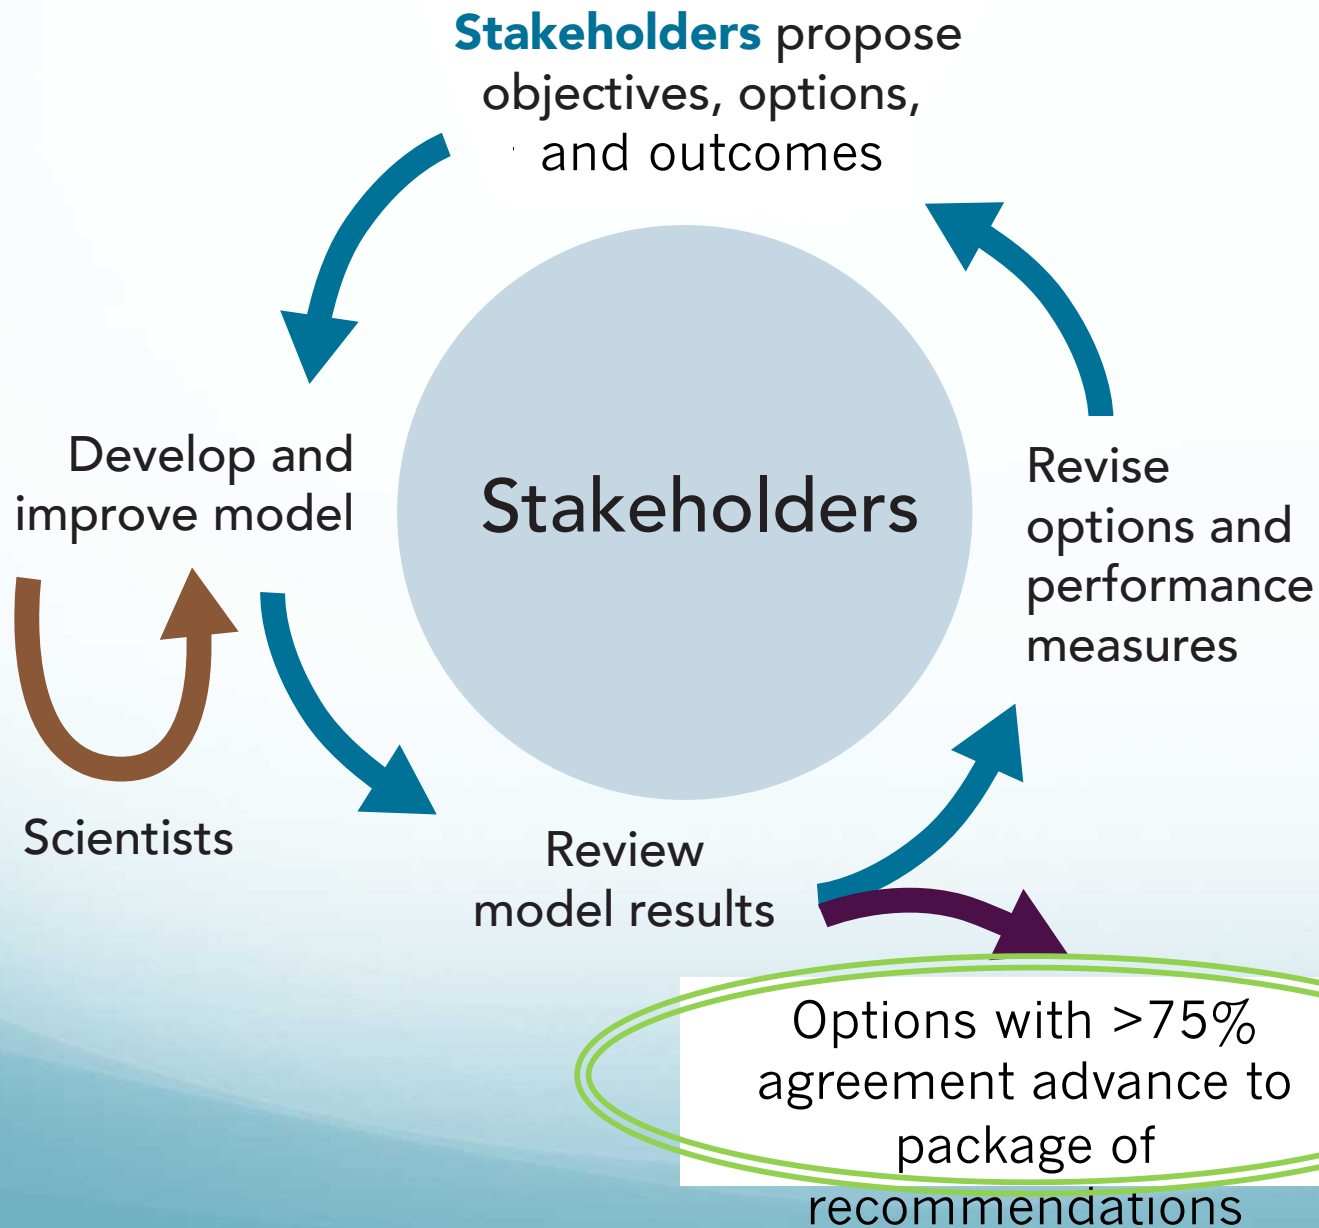 Stakeholders propose
objectives, options,
and outcomes
Develop and
improve model
Stakeholders
Revise
options and
performance
measures
Scientists
Review
model results
Options with >75%
agreement advance to
package of
recommendations